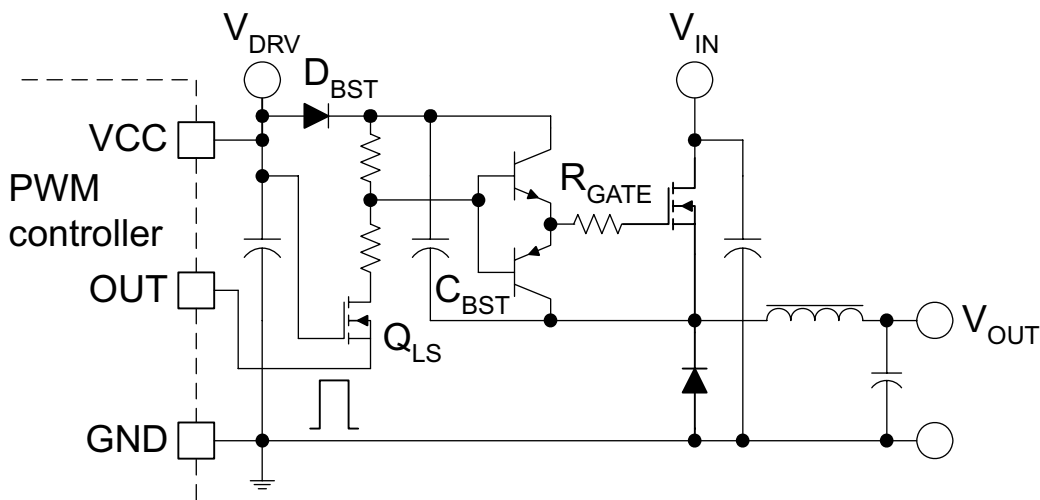 V_DRV
V_IN
D_BST
VCC
PWM
controller
R_GATE
OUT
C_BST
Q_LS
V_OUT
GND